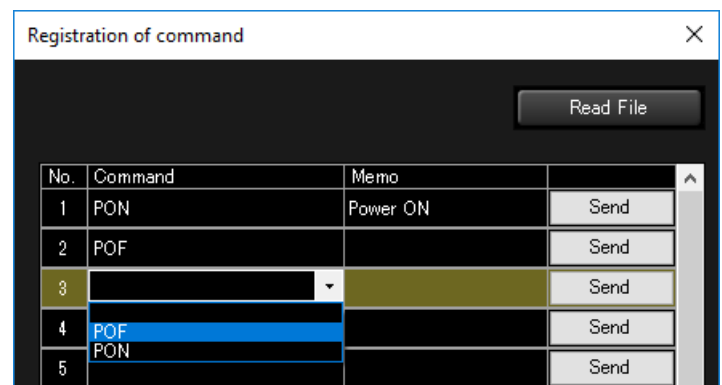 Registration of command
Read File
No. Command Memo
1 PON Power ON Send
2 POF Send
3 Send
4 POF Send
PON
5 Send